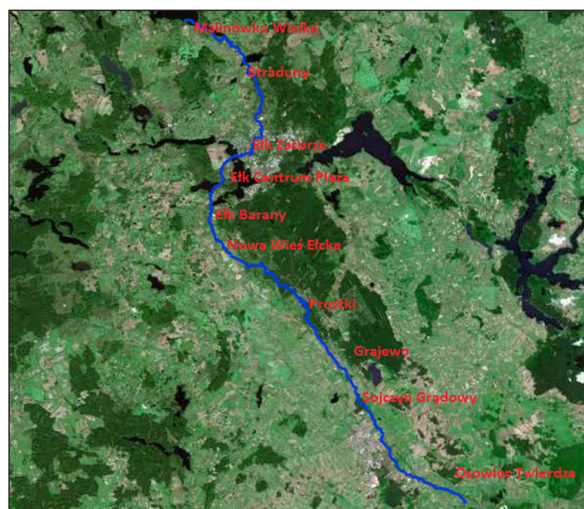 Malinówka Wielka
Straduny
Ełk Zatorze
Ełk Centrum Plaża
Ełk Barany
Nowa Wieś Ełcka
Prostki
Grajewo
Sojczyn Grądowy
Osowiec Twierdza